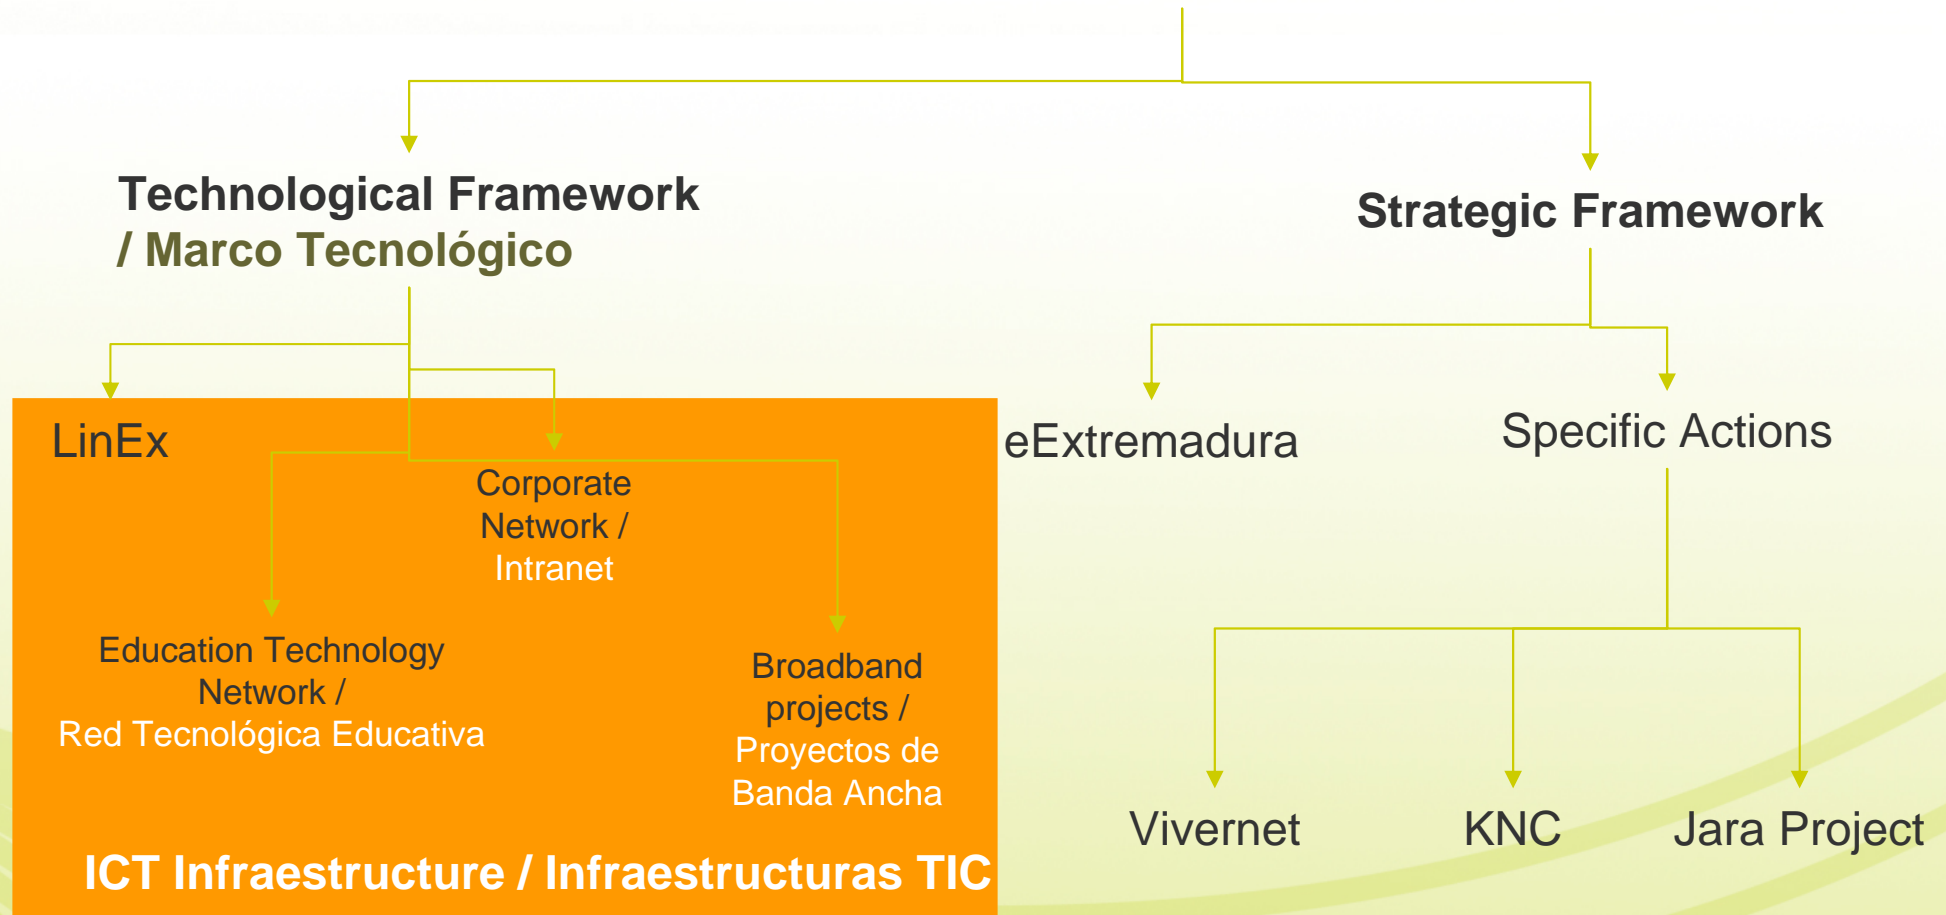 Technological Framework
/ Marco Tecnológico
Strategic Framework
LinEx
Corporate
Network /
Intranet
Education Technology
Network /
Red Tecnológica Educativa
Broadband
projects /
Proyectos de
Banda Ancha
ICT Infraestructure / Infraestructuras TIC
eExtremadura
Specific Actions
Vivernet
KNC
Jara Project